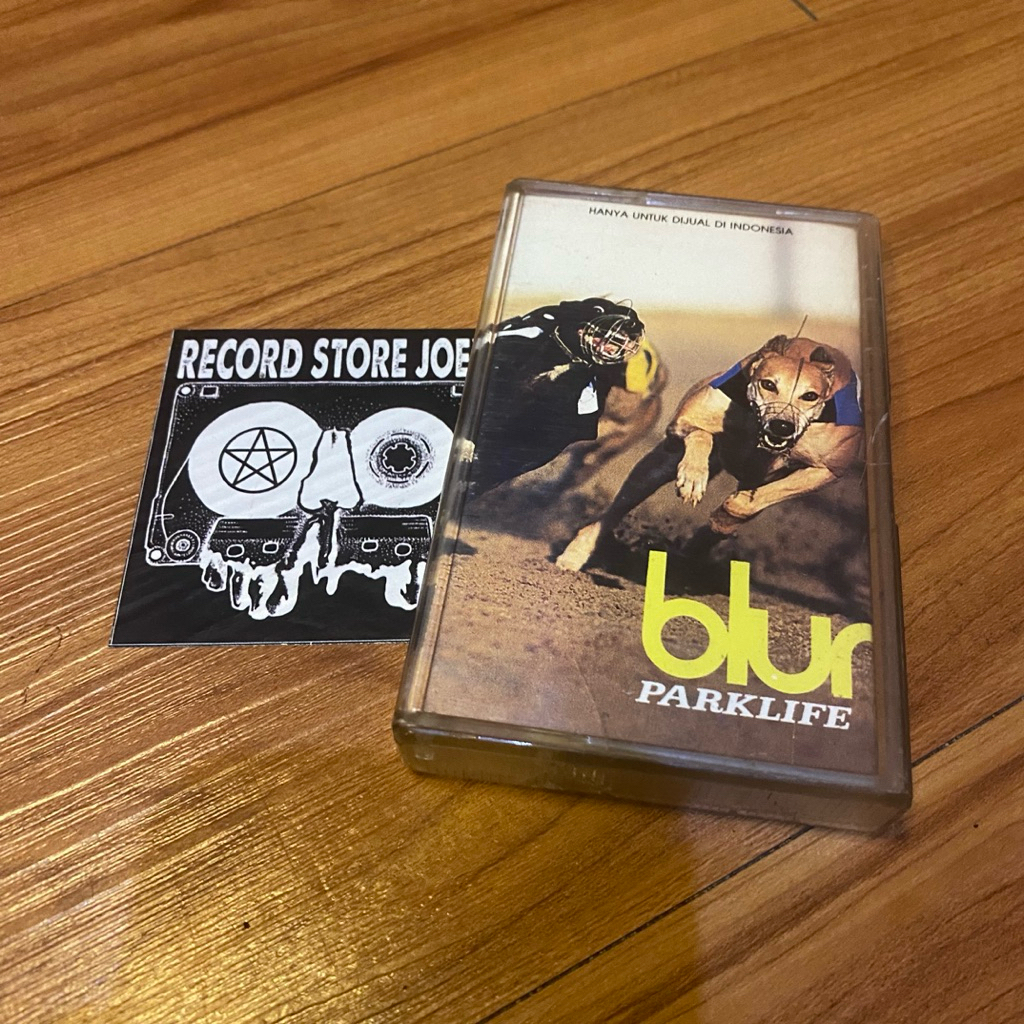 HANYA UNTUK DIJUAL DI INDONESIA
RECORD STORE JOE
blur
PARKLIFE